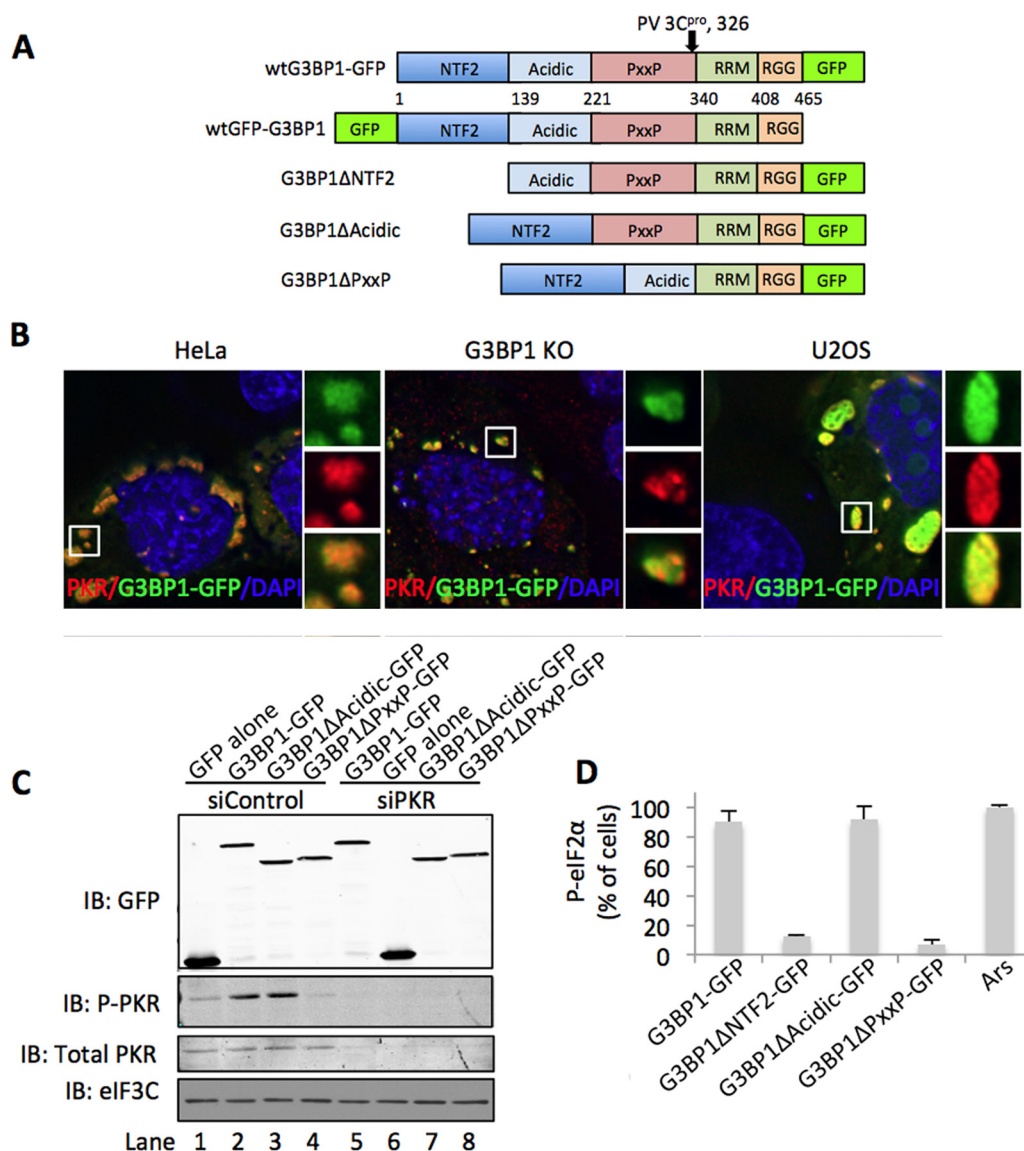 A
PV 3Cpro, 326
wtG3BP1-GFP
NTF2 Acidic PxxP RRM RGG GFP
1 139 221 340 408 465
wtGFP-G3BP1
GFP NTF2 Acidic PxxP RRM RGG
G3BP1ΔNTF2
Acidic PxxP RRM RGG GFP
G3BP1ΔAcidic
NTF2 PxxP RRM RGG GFP
G3BP1ΔPxxP
NTF2 Acidic RRM RGG GFP
B
HeLa G3BP1 KO U2OS
PKR/G3BP1-GFP/DAPI PKR/G3BP1-GFP/DAPI PKR/G3BP1-GFP/DAPI
C
GFP alone
G3BP1-GFP
G3BP1ΔAcidic-GFP
G3BP1ΔPxxP-GFP
G3BP1-GFP
GFP alone
G3BP1ΔAcidic-GFP
G3BP1ΔPxxP-GFP
siControl siPKR
IB: GFP
IB: P-PKR
IB: Total PKR
IB: eIF3C
Lane 1 2 3 4 5 6 7 8
D
P-eIF2α
(% of cells)
100
80
60
40
20
0
G3BP1-GFP
G3BP1ΔNTF2-GFP
G3BP1ΔAcidic-GFP
G3BP1ΔPxxP-GFP
Ars